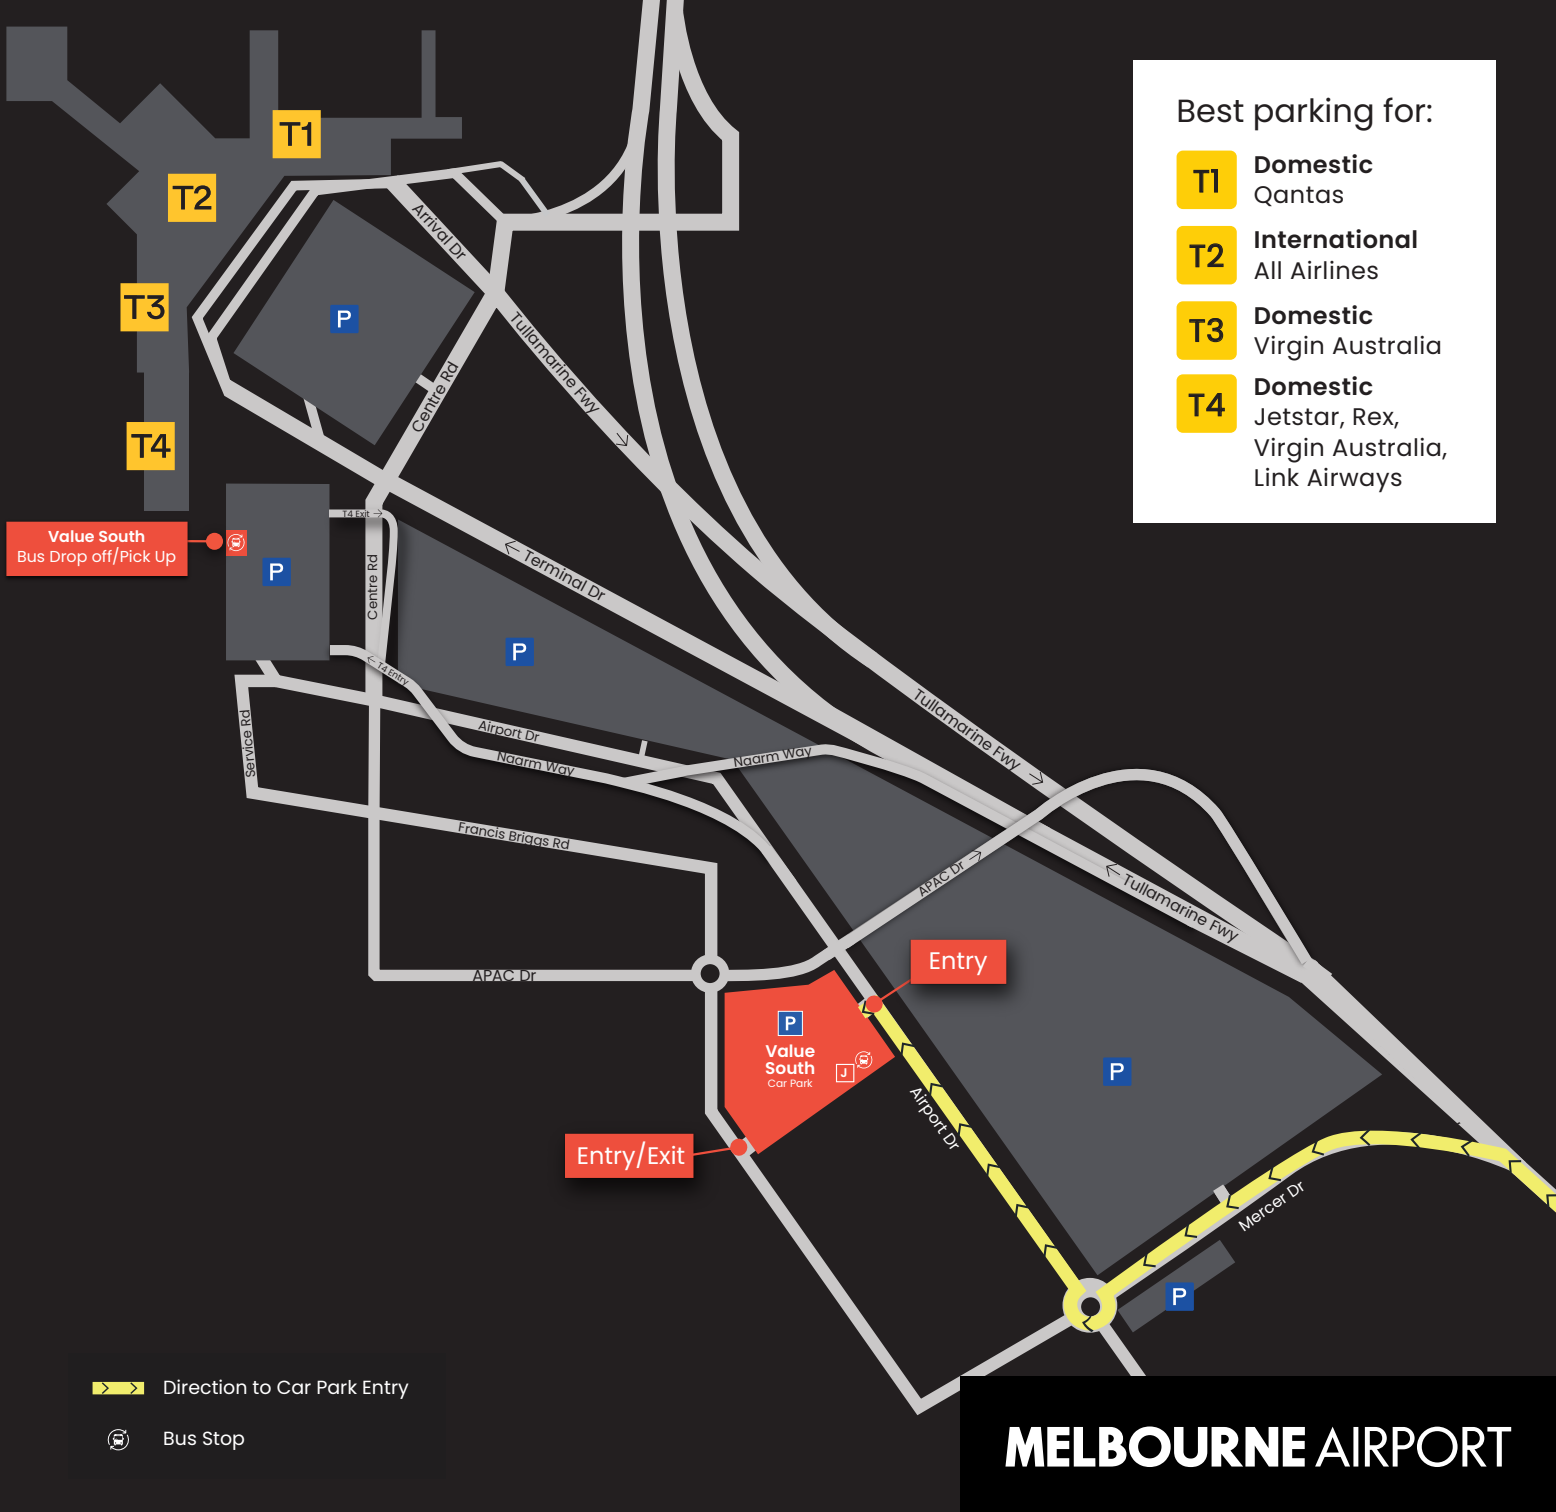 T1
T2
T3
T4
P
Arrival Dr
Tullamarine Fwy
Centre Rd
Best parking for:
T1
Domestic
Qantas
T2
International
All Airlines
T3
Domestic
Virgin Australia
T4
Domestic
Jetstar, Rex,
Virgin Australia,
Link Airways
Value South
Bus Drop off/Pick Up
P
T4 Exit
Centre Rd
Terminal Dr
P
T4 Entry
Service Rd
Airport Dr
Naarm Way
Naarm Way
Tullamarine Fwy
Francis Briggs Rd
APAC Dr
Tullamarine Fwy
APAC Dr
Entry
P
Value
South
Car Park
J
P
Airport Dr
Entry/Exit
Mercer Dr
P
Direction to Car Park Entry
Bus Stop
MELBOURNE AIRPORT